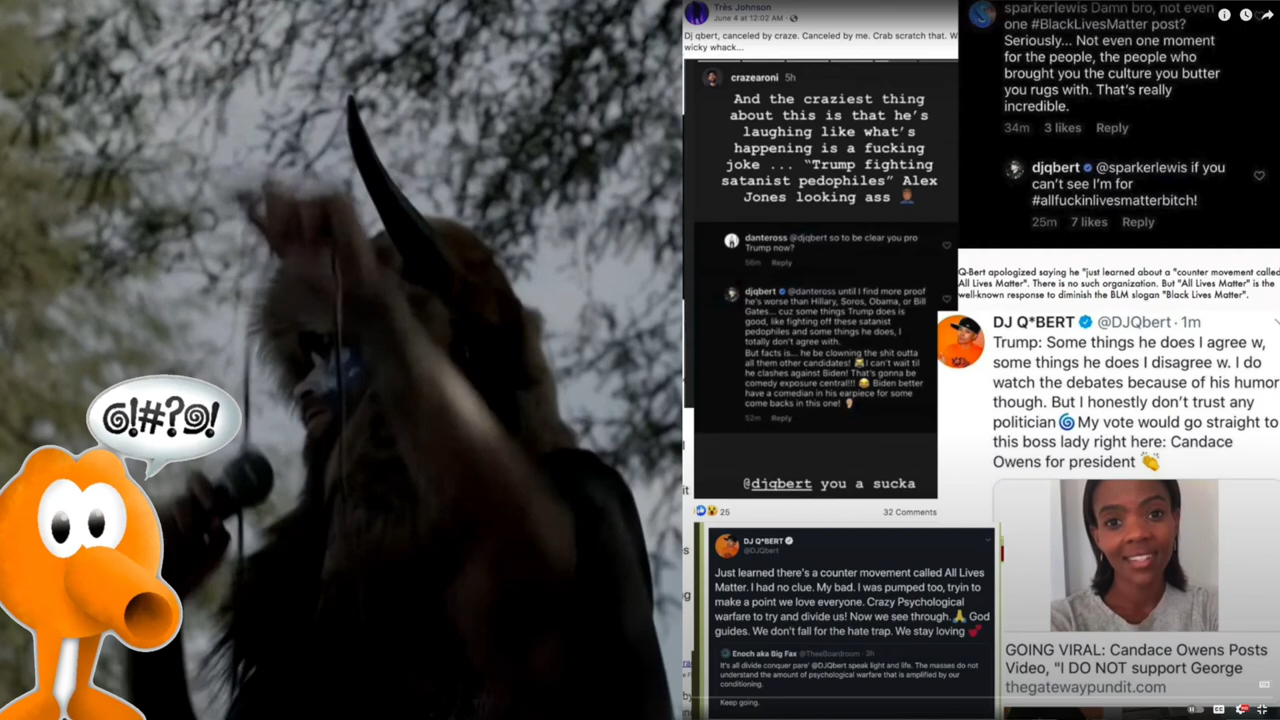 @!#?@!
Très Johnson
June 4 at 12:02 AM
Dj qbert, canceled by craze. Canceled by me. Crab scratch that. W
wicky whack...
crazearoni 5h
And the craziest thing
about this is that he's
laughing like what's
happening is a fucking
joke ... "Trump fighting
satanist pedophiles" Alex
Jones looking ass
danteross @djqbert so to be clear you pro
Trump now?
56m Reply
djqbert @danteross until I find more proof
he's worse than Hillary, Soros, Obama, or Bill
Gates... cuz some things Trump does is
good, like fighting off these satanist
pedophiles and some things he does, I
totally don't agree with.
But facts is... he be clowning the shit outta
all them other candidates! 😹I can't wait til
he clashes against Biden! That's gonna be
comedy exposure central!!! 😂 Biden better
have a comedian in his earpiece for some
come backs in this one! 👂
52m Reply
@djqbert you a sucka
25
32 Comments
DJ Q*BERT
@DJQbert
Just learned there's a counter movement called All Lives
Matter. I had no clue. My bad. I was pumped too, tryin to
make a point we love everyone. Crazy Psychological
warfare to try and divide us! Now we see through.🙏 God
guides. We don't fall for the hate trap. We stay loving 💕
Enoch aka Big Fax @TheeBoardroom · 3h
It's all divide conquer pare' @DJQbert speak light and life. The masses do not
understand the amount of psychological warfare that is amplified by our
conditioning.
Keep going.
sparkerlewis Damn bro, not even
one #BlackLivesMatter post?
Seriously... Not even one moment
for the people, the people who
brought you the culture you butter
you rugs with. That's really
incredible.
34m 3 likes Reply
djqbert @sparkerlewis if you
can't see I'm for
#allfuckinlivesmatterbitch!
25m 7 likes Reply
Q-Bert apologized saying he "just learned about a "counter movement called
All Lives Matter". There is no such organization. But "All Lives Matter" is the
well-known response to diminish the BLM slogan "Black Lives Matter".
DJ Q*BERT @DJQbert · 1m
Trump: Some things he does I agree w,
some things he does I disagree w. I do
watch the debates because of his humor
though. But I honestly don't trust any
politician🌀My vote would go straight to
this boss lady right here: Candace
Owens for president 👏
GOING VIRAL: Candace Owens Posts
Video, "I DO NOT support George
thegatewaypundit.com